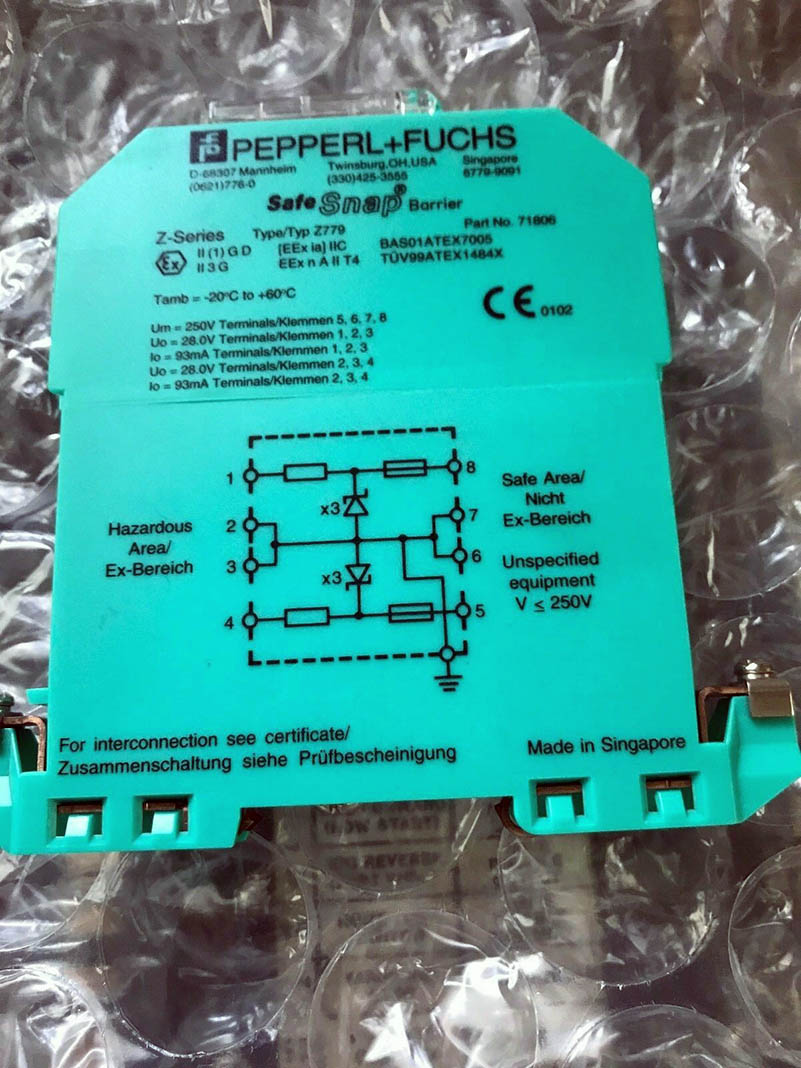 PEPPERL+FUCHS
D-68307 Mannheim Twinsburg,OH,USA Singapore
(0621)776-0 (330)425-3555 6779-9091
Safe Snap® Barrier
Part No. 71806
Z-Series Type/Typ Z779
Ex II (1) G D [EEx ia] IIC BAS01ATEX7005
II 3 G EEx n A II T4 TÜV99ATEX1484X
Tamb = -20°C to +60°C
CE 0102
Um = 250V Terminals/Klemmen 5, 6, 7, 8
Uo = 28.0V Terminals/Klemmen 1, 2, 3
Io = 93mA Terminals/Klemmen 1, 2, 3
Uo = 28.0V Terminals/Klemmen 2, 3, 4
Io = 93mA Terminals/Klemmen 2, 3, 4
Hazardous
Area/
Ex-Bereich
1
2
3
4
x3
x3
8
7
6
5
Safe Area/
Nicht
Ex-Bereich
Unspecified
equipment
V ≤ 250V
For interconnection see certificate/
Zusammenschaltung siehe Prüfbescheinigung
Made in Singapore